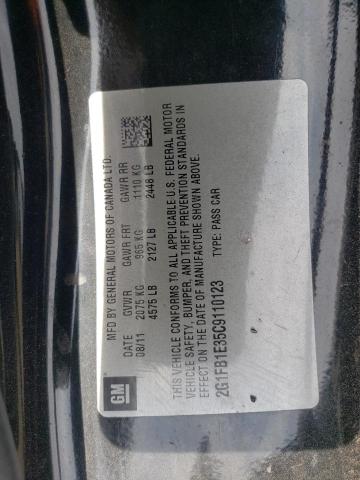 MFD BY GENERAL MOTORS OF CANADA LTD.
DATE GVWR GAWR FRT GAWR RR
08/11 2075 KG 965 KG 1110 KG
4575 LB 2127 LB 2448 LB
THIS VEHICLE CONFORMS TO ALL APPLICABLE U.S. FEDERAL MOTOR
VEHICLE SAFETY, BUMPER, AND THEFT PREVENTION STANDARDS IN
EFFECT ON THE DATE OF MANUFACTURE SHOWN ABOVE.
2G1FB1E35C9110123 TYPE: PASS CAR
GM